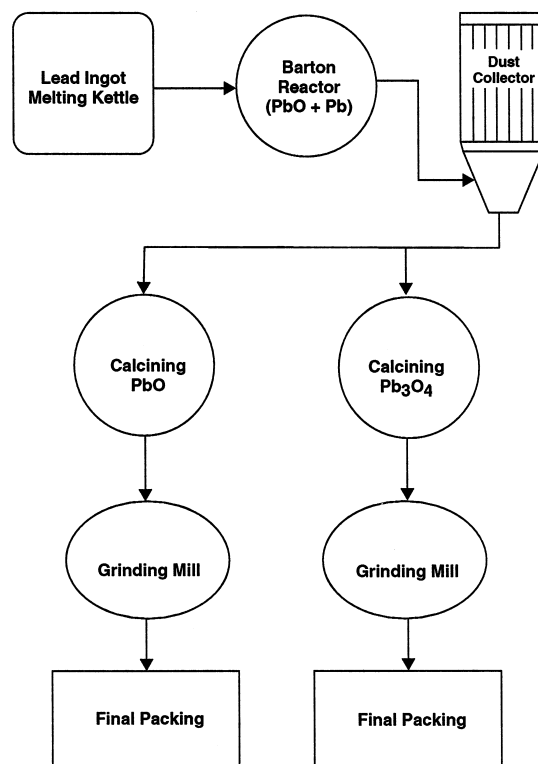 Lead Ingot
Melting Kettle
Barton
Reactor
(PbO + Pb)
Dust
Collector
Calcining
PbO
Calcining
Pb₃O₄
Grinding Mill
Grinding Mill
Final Packing
Final Packing